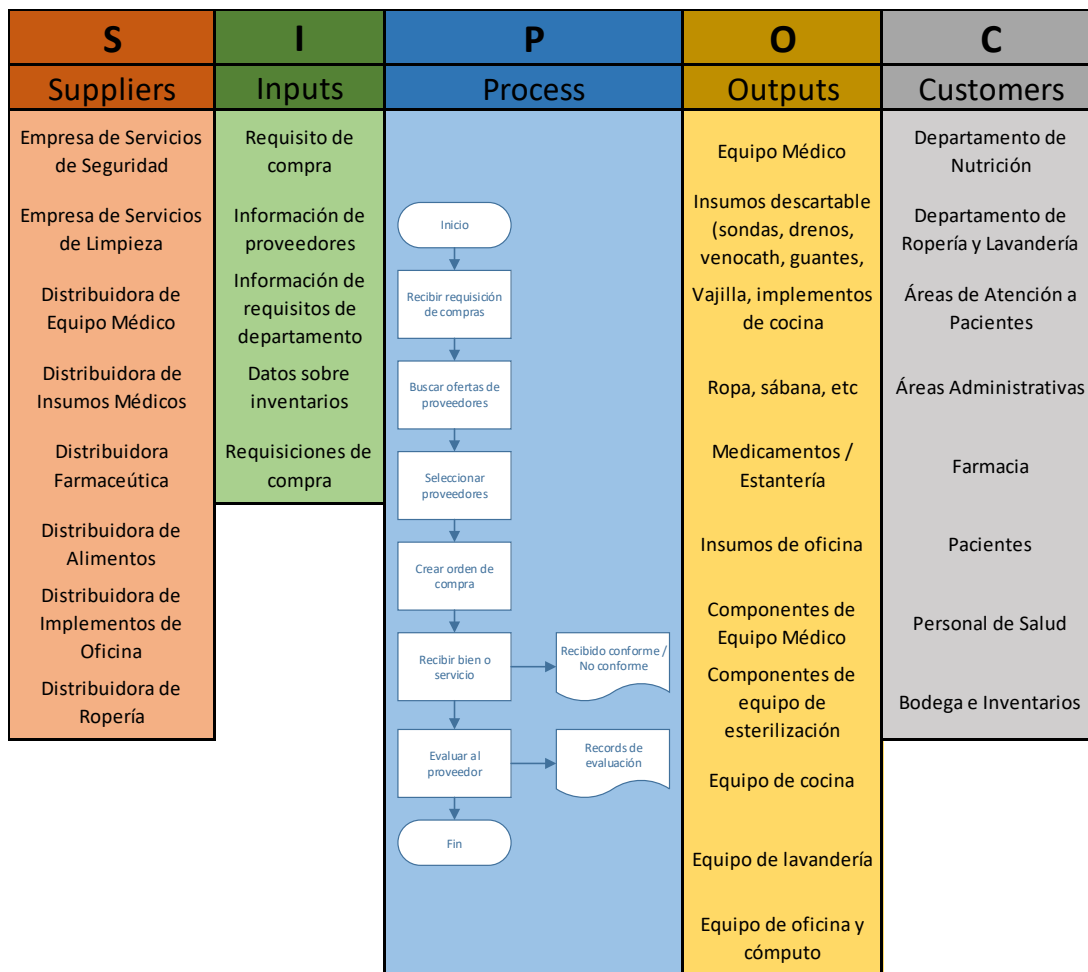 S
I
P
O
C
Suppliers
Inputs
Process
Outputs
Customers
Empresa de Servicios
de Seguridad
Empresa de Servicios
de Limpieza
Distribuidora de
Equipo Médico
Distribuidora de
Insumos Médicos
Distribuidora
Farmaceútica
Distribuidora de
Alimentos
Distribuidora de
Implementos de
Oficina
Distribuidora de
Ropería
Requisito de
compra
Información de
proveedores
Información de
requisitos de
departamento
Datos sobre
inventarios
Requisiciones de
compra
Inicio
Recibir requisición
de compras
Buscar ofertas de
proveedores
Seleccionar
proveedores
Crear orden de
compra
Recibir bien o
servicio
Recibido conforme /
No conforme
Evaluar al
proveedor
Records de
evaluación
Fin
Equipo Médico
Insumos descartable
(sondas, drenos,
venocath, guantes,
Vajilla, implementos
de cocina
Ropa, sábana, etc
Medicamentos /
Estantería
Insumos de oficina
Componentes de
Equipo Médico
Componentes de
equipo de
esterilización
Equipo de cocina
Equipo de lavandería
Equipo de oficina y
cómputo
Departamento de
Nutrición
Departamento de
Ropería y Lavandería
Áreas de Atención a
Pacientes
Áreas Administrativas
Farmacia
Pacientes
Personal de Salud
Bodega e Inventarios